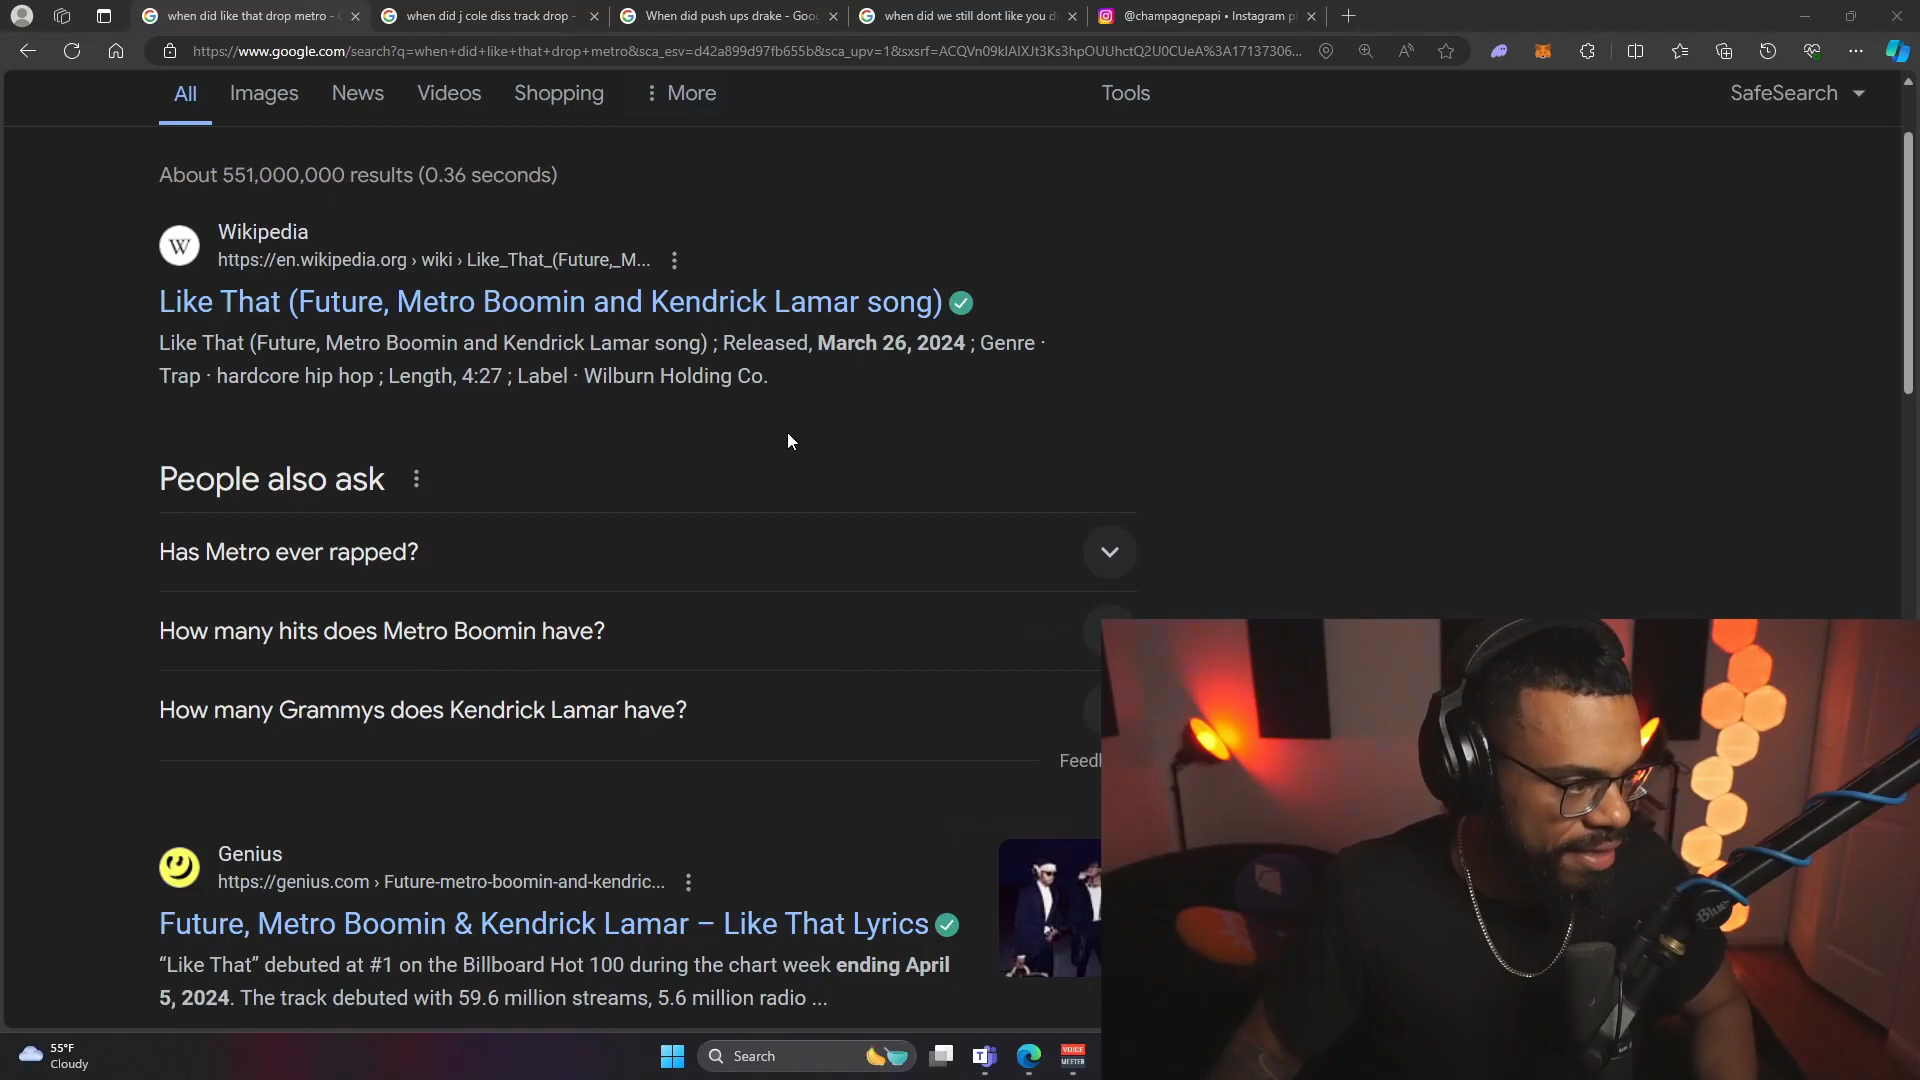 when did like that drop metro -
when did j cole diss track drop -
When did push ups drake - Goo
when did we still dont like you d
@champagnepapi • Instagram p
https://www.google.com/search?q=when+did+like+that+drop+metro&sca_esv=d42a899d97fb655b&sca_upv=1&sxsrf=ACQVn09klAlXJt3Ks3hpOUUhctQ2U0CUeA%3A17137306...
All Images News Videos Shopping More Tools SafeSearch
About 551,000,000 results (0.36 seconds)
W
Wikipedia
https://en.wikipedia.org › wiki › Like_That_(Future,_M...
Like That (Future, Metro Boomin and Kendrick Lamar song)
Like That (Future, Metro Boomin and Kendrick Lamar song) ; Released, March 26, 2024 ; Genre ·
Trap · hardcore hip hop ; Length, 4:27 ; Label · Wilburn Holding Co.
People also ask
Has Metro ever rapped?
How many hits does Metro Boomin have?
How many Grammys does Kendrick Lamar have?
Feedb
Genius
https://genius.com › Future-metro-boomin-and-kendric...
Future, Metro Boomin & Kendrick Lamar – Like That Lyrics
“Like That” debuted at #1 on the Billboard Hot 100 during the chart week ending April
5, 2024. The track debuted with 59.6 million streams, 5.6 million radio ...
Blue
55°F
Cloudy
Search
VOICE
MEETER